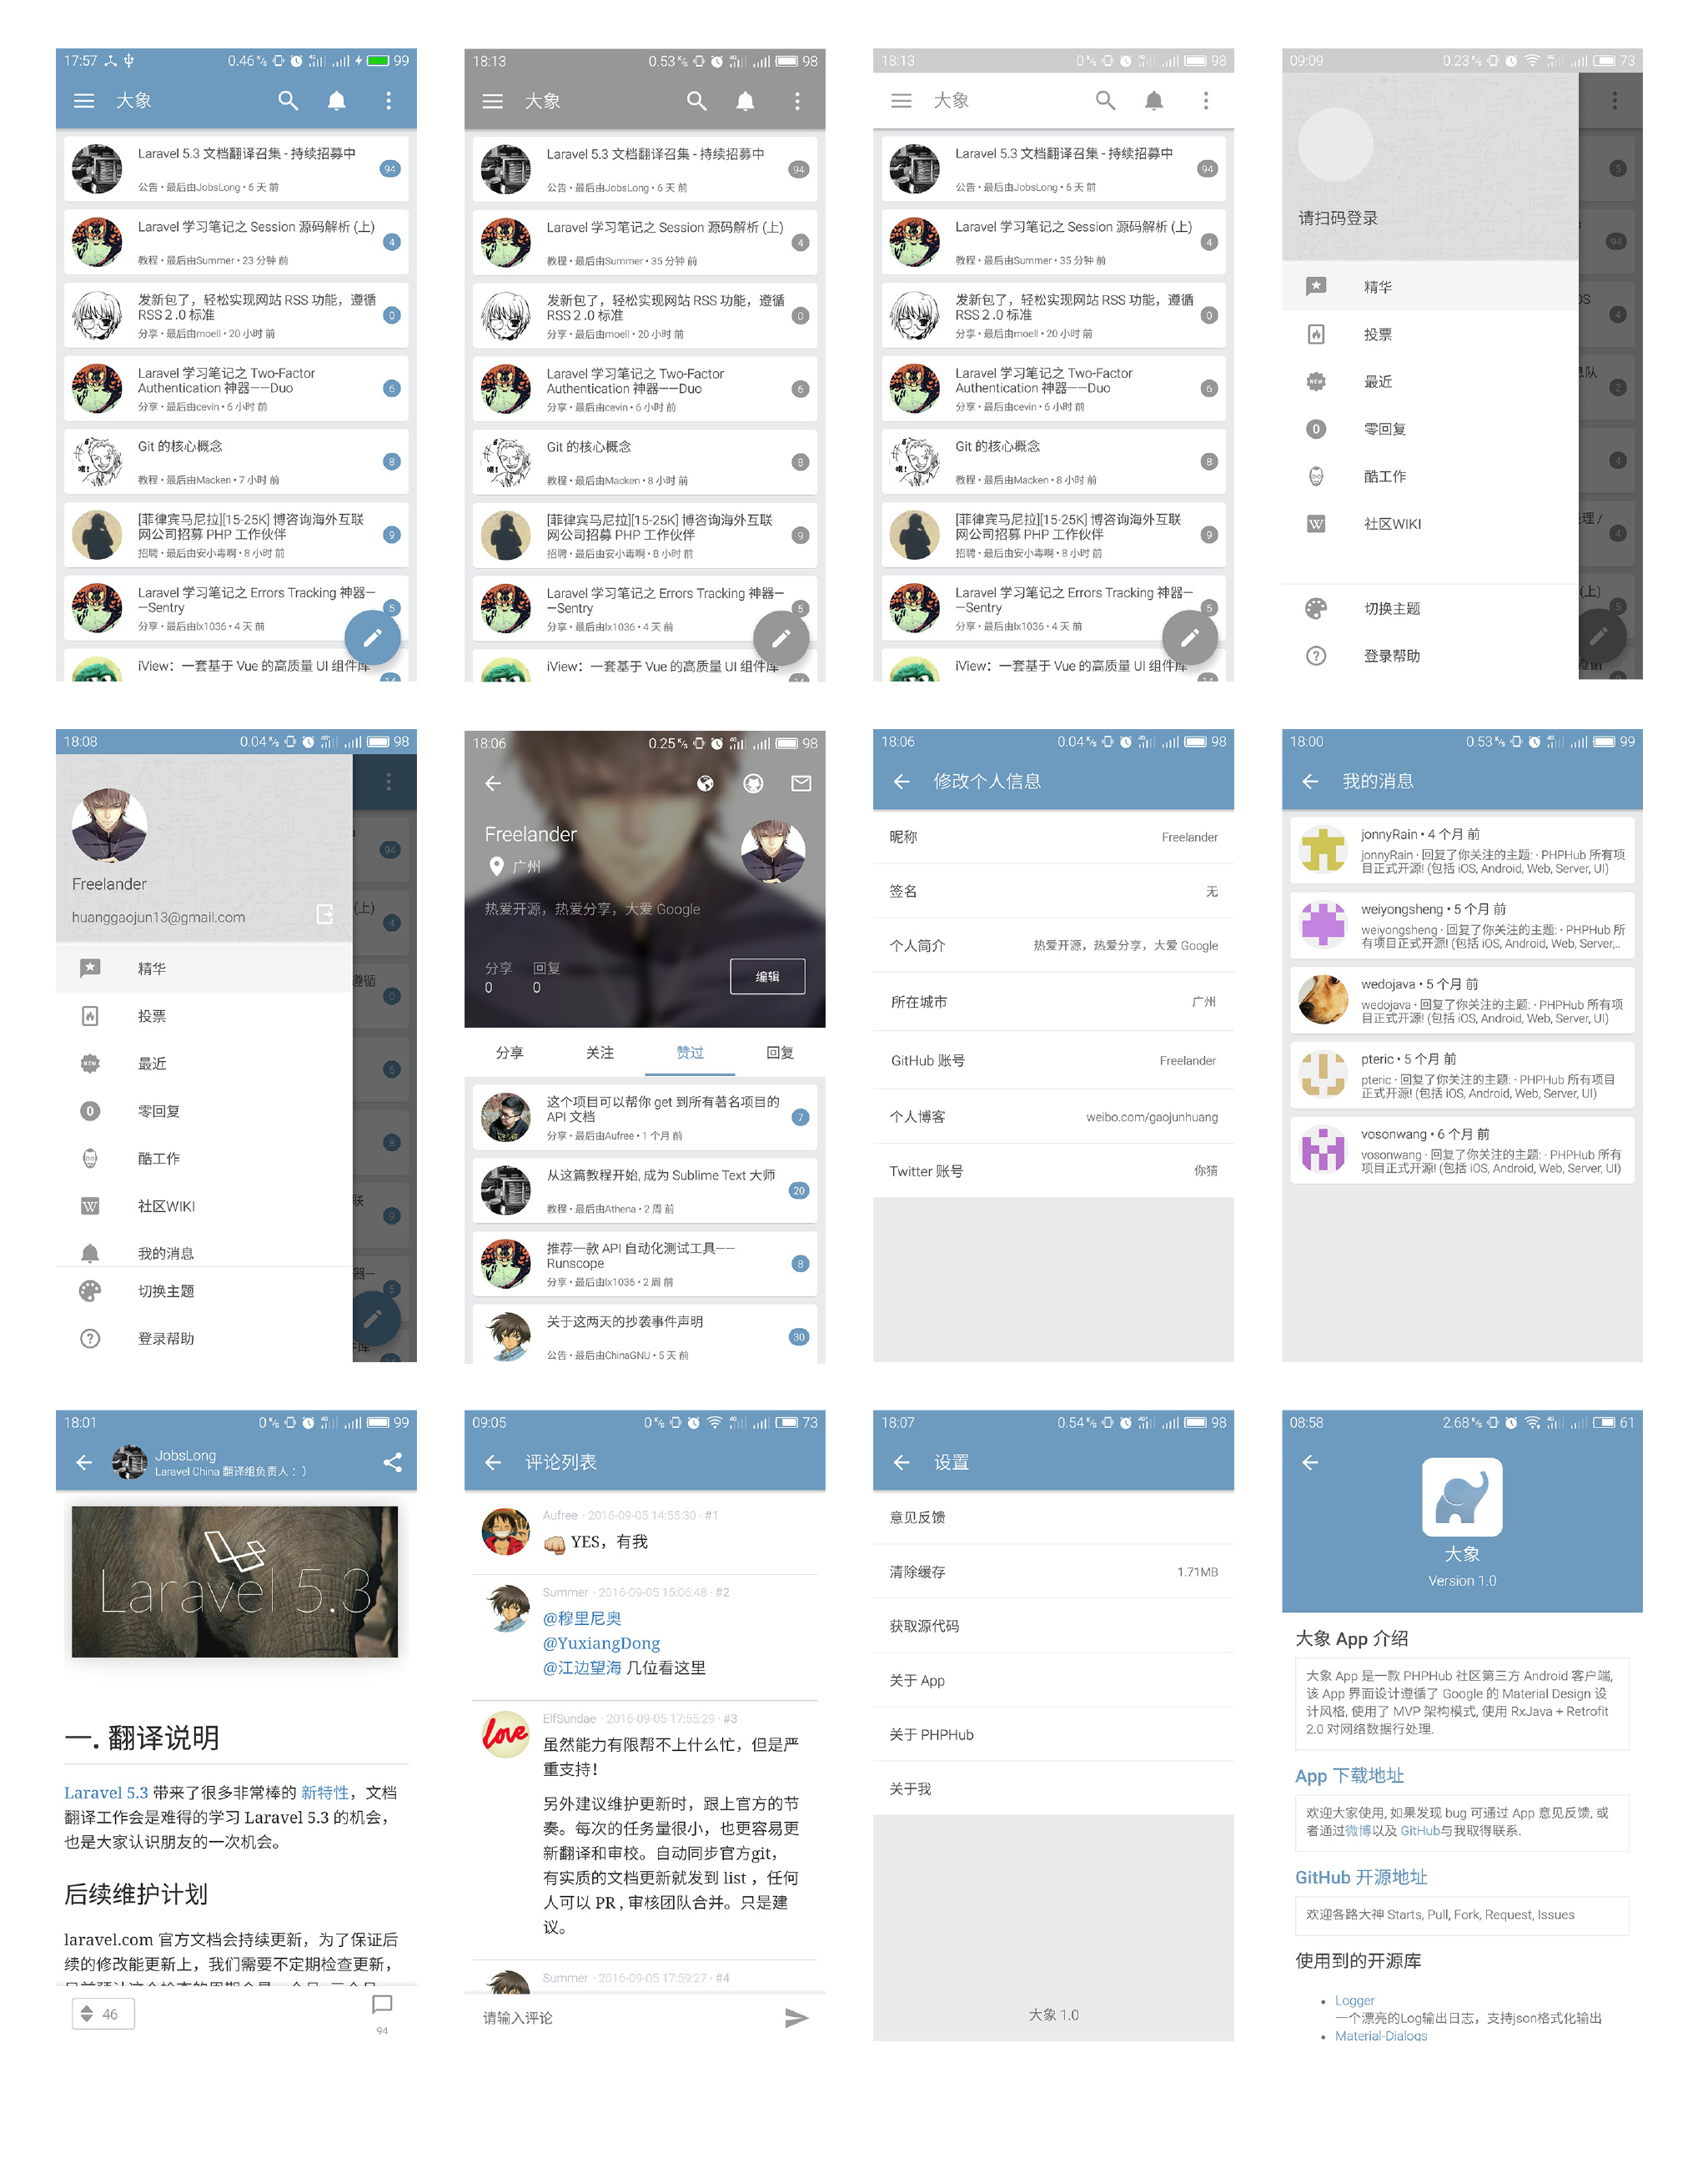 17:57
0.46 K/s
99
大象
Laravel 5.3 文档翻译召集 - 持续招募中
94
公告 • 最后由JobsLong • 6 天 前
Laravel 学习笔记之 Session 源码解析 (上)
4
教程 • 最后由Summer • 23 分钟 前
发新包了，轻松实现网站 RSS 功能，遵循
RSS 2.0 标准
0
分享 • 最后由moell • 20 小时 前
Laravel 学习笔记之 Two-Factor
Authentication 神器——Duo
6
分享 • 最后由cevin • 6 小时 前
Git 的核心概念
8
教程 • 最后由Macken • 7 小时 前
[菲律宾马尼拉][15-25K] 博咨询海外互联
网公司招募 PHP 工作伙伴
9
招聘 • 最后由安小毒啊 • 8 小时 前
Laravel 学习笔记之 Errors Tracking 神器—
—Sentry
5
分享 • 最后由lx1036 • 4 天 前
iView：一套基于 Vue 的高质量 UI 组件库
14
18:13
0.53 K/s
98
大象
Laravel 5.3 文档翻译召集 - 持续招募中
94
公告 • 最后由JobsLong • 6 天 前
Laravel 学习笔记之 Session 源码解析 (上)
4
教程 • 最后由Summer • 35 分钟 前
发新包了，轻松实现网站 RSS 功能，遵循
RSS 2.0 标准
0
分享 • 最后由moell • 20 小时 前
Laravel 学习笔记之 Two-Factor
Authentication 神器——Duo
6
分享 • 最后由cevin • 6 小时 前
Git 的核心概念
8
教程 • 最后由Macken • 8 小时 前
[菲律宾马尼拉][15-25K] 博咨询海外互联
网公司招募 PHP 工作伙伴
9
分享 • 最后由安小毒啊 • 8 小时 前
Laravel 学习笔记之 Errors Tracking 神器—
—Sentry
5
分享 • 最后由lx1036 • 4 天 前
iView：一套基于 Vue 的高质量 UI 组件库
14
18:13
0 K/s
98
大象
Laravel 5.3 文档翻译召集 - 持续招募中
94
公告 • 最后由JobsLong • 6 天 前
Laravel 学习笔记之 Session 源码解析 (上)
4
教程 • 最后由Summer • 35 分钟 前
发新包了，轻松实现网站 RSS 功能，遵循
RSS 2.0 标准
0
分享 • 最后由moell • 20 小时 前
Laravel 学习笔记之 Two-Factor
Authentication 神器——Duo
6
分享 • 最后由cevin • 6 小时 前
Git 的核心概念
8
教程 • 最后由Macken • 8 小时 前
[菲律宾马尼拉][15-25K] 博咨询海外互联
网公司招募 PHP 工作伙伴
9
招聘 • 最后由安小毒啊 • 8 小时 前
Laravel 学习笔记之 Errors Tracking 神器—
—Sentry
5
分享 • 最后由lx1036 • 4 天 前
iView：一套基于 Vue 的高质量 UI 组件库
14
09:09
0.23 K/s
73
请扫码登录
精华
投票
最近
零回复
酷工作
社区WIKI
切换主题
登录帮助
18:08
0.04 K/s
98
Freelander
huanggaojun13@gmail.com
精华
投票
最近
零回复
酷工作
社区WIKI
我的消息
切换主题
登录帮助
18:06
0.25 K/s
98
Freelander
广州
热爱开源，热爱分享，大爱 Google
分享 回复
0 0
编辑
分享 关注 赞过 回复
这个项目可以帮你 get 到所有著名项目的
API 文档
7
分享 • 最后由Aufree • 1 个月 前
从这篇教程开始, 成为 Sublime Text 大师
20
教程 • 最后由Athena • 2 周 前
推荐一款 API 自动化测试工具——
Runscope
8
分享 • 最后由lx1036 • 2 周 前
关于这两天的抄袭事件声明
30
公告 • 最后由ChinaGNU • 5 天 前
18:06
0.04 K/s
98
修改个人信息
昵称 Freelander
签名 无
个人简介 热爱开源，热爱分享，大爱 Google
所在城市 广州
GitHub 账号 Freelander
个人博客 weibo.com/gaojunhuang
Twitter 账号 你猜
18:00
0.53 K/s
99
我的消息
jonnyRain • 4 个月 前
jonnyRain · 回复了你关注的主题: · PHPHub 所有项
目正式开源! (包括 iOS, Android, Web, Server, UI)
weiyongsheng • 5 个月 前
weiyongsheng · 回复了你关注的主题: · PHPHub 所
有项目正式开源! (包括 iOS, Android, Web, Server,...
wedojava • 5 个月 前
wedojava · 回复了你关注的主题: · PHPHub 所有项
目正式开源! (包括 iOS, Android, Web, Server, UI)
pteric • 5 个月 前
pteric · 回复了你关注的主题: · PHPHub 所有项目
正式开源! (包括 iOS, Android, Web, Server, UI)
vosonwang • 6 个月 前
vosonwang · 回复了你关注的主题: · PHPHub 所有
项目正式开源! (包括 iOS, Android, Web, Server, UI)
18:01
0 K/s
99
JobsLong
Laravel China 翻译组负责人：）
Laravel 5.3
一. 翻译说明
Laravel 5.3 带来了很多非常棒的 新特性，文档
翻译工作会是难得的学习 Laravel 5.3 的机会，
也是大家认识朋友的一次机会。
后续维护计划
laravel.com 官方文档会持续更新，为了保证后
续的修改能更新上，我们需要不定期检查更新，
46
94
09:05
0 K/s
73
评论列表
Aufree · 2016-09-05 14:55:30 · #1
YES，有我
Summer · 2016-09-05 15:06:48 · #2
@穆里尼奥
@YuxiangDong
@江边望海 几位看这里
ElfSundae · 2016-09-05 17:55:29 · #3
love
虽然能力有限帮不上什么忙，但是严
重支持！
另外建议维护更新时，跟上官方的节
奏。每次的任务量很小，也更容易更
新翻译和审校。自动同步官方git，
有实质的文档更新就发到 list ，任何
人可以 PR , 审核团队合并。只是建
议。
Summer · 2016-09-05 17:59:27 · #4
请输入评论
18:07
0.54 K/s
98
设置
意见反馈
清除缓存 1.71MB
获取源代码
关于 App
关于 PHPHub
关于我
大象 1.0
08:58
2.68 K/s
61
大象
Version 1.0
大象 App 介绍
大象 App 是一款 PHPHub 社区第三方 Android 客户端,
该 App 界面设计遵循了 Google 的 Material Design 设
计风格, 使用了 MVP 架构模式, 使用 RxJava + Retrofit
2.0 对网络数据行处理.
App 下载地址
欢迎大家使用, 如果发现 bug 可通过 App 意见反馈, 或
者通过微博以及 GitHub与我取得联系.
GitHub 开源地址
欢迎各路大神 Starts, Pull, Fork, Request, Issues
使用到的开源库
• Logger
一个漂亮的Log输出日志，支持json格式化输出
• Material-Dialogs